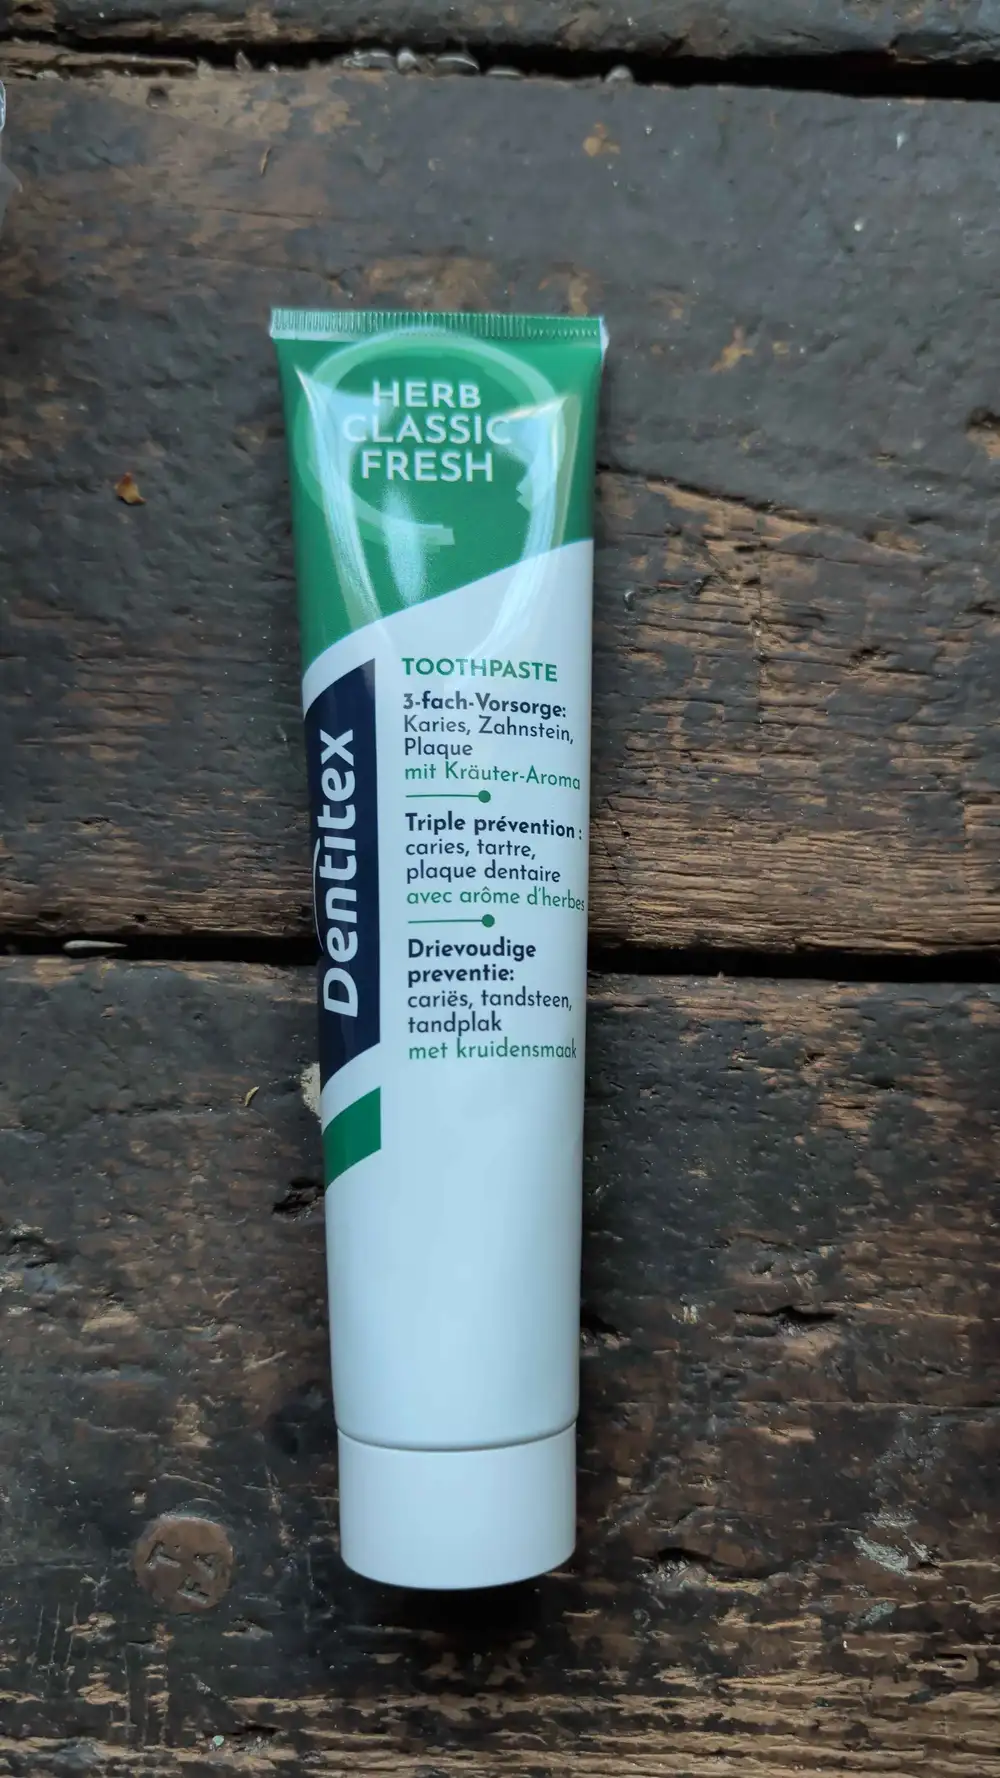 HERB
CLASSIC
FRESH
Dentitex
TOOTHPASTE
3-fach-Vorsorge:
Karies, Zahnstein,
Plaque
mit Kräuter-Aroma
Triple prévention :
caries, tartre,
plaque dentaire
avec arôme d'herbes
Drievoudige
preventie:
cariës, tandsteen,
tandplak
met kruidensmaak